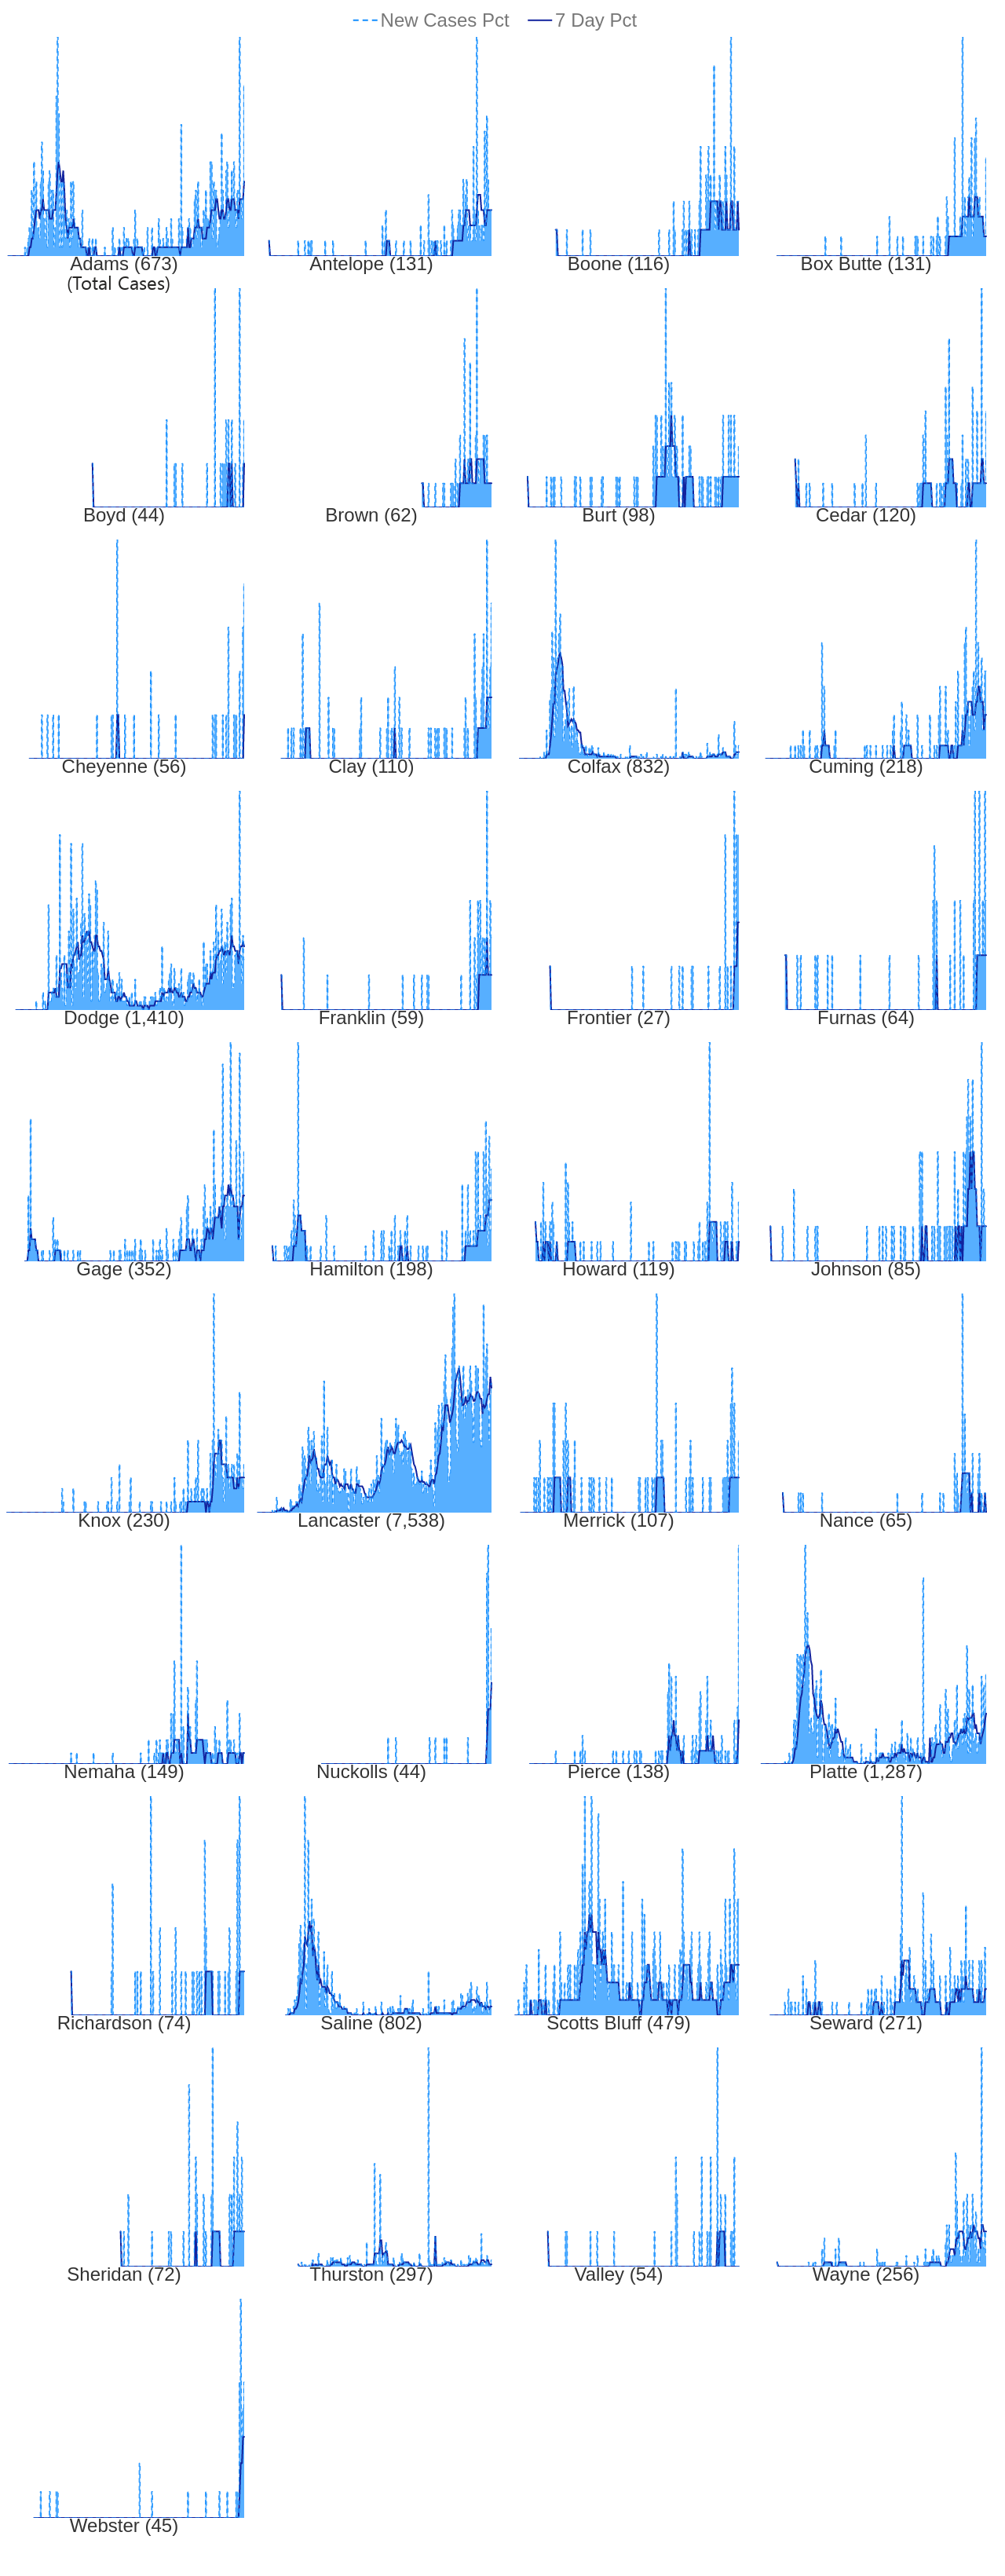 New Cases Pct 7 Day Pct
Adams (673) Antelope (131) Boone (116) Box Butte (131)
(Total Cases)
Boyd (44) Brown (62) Burt (98) Cedar (120)
Cheyenne (56) Clay (110) Colfax (832) Cuming (218)
Dodge (1,410) Franklin (59) Frontier (27) Furnas (64)
Gage (352) Hamilton (198) Howard (119) Johnson (85)
Knox (230) Lancaster (7,538) Merrick (107) Nance (65)
Nemaha (149) Nuckolls (44) Pierce (138) Platte (1,287)
Richardson (74) Saline (802) Scotts Bluff (479) Seward (271)
Sheridan (72) Thurston (297) Valley (54) Wayne (256)
Webster (45)